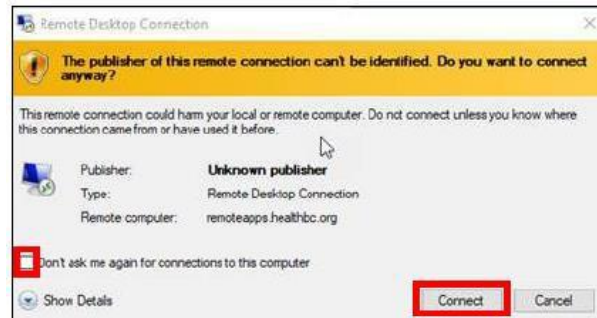 Remote Desktop Connection
The publisher of this remote connection can't be identified. Do you want to connect
anyway?
This remote connection could harm your local or remote computer. Do not connect unless you know where
this connection came from or have used it before.
Publisher: Unknown publisher
Type: Remote Desktop Connection
Remote computer: remoteapps.healthbc.org
Don't ask me again for connections to this computer
Show Details Connect Cancel